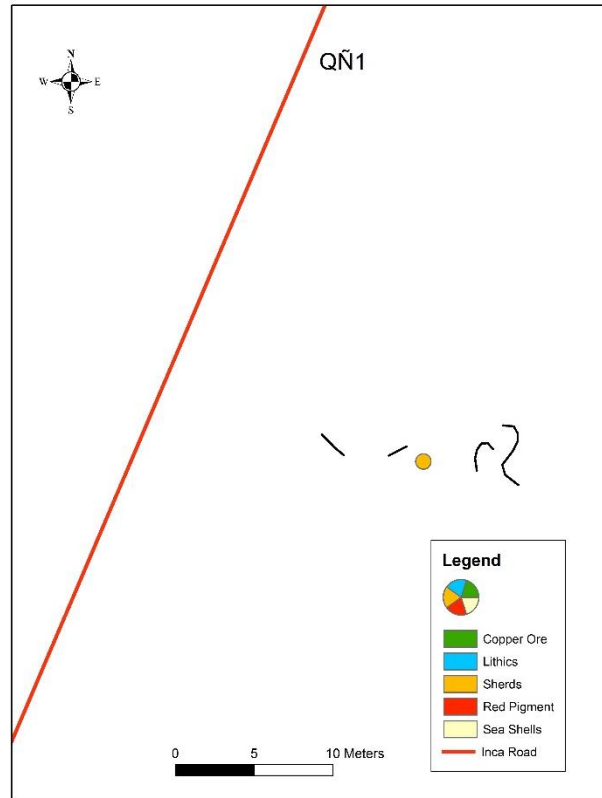 QÑ1
N
W E
S
Legend
Copper Ore
Lithics
Sherds
Red Pigment
Sea Shells
Inca Road
0 5 10 Meters